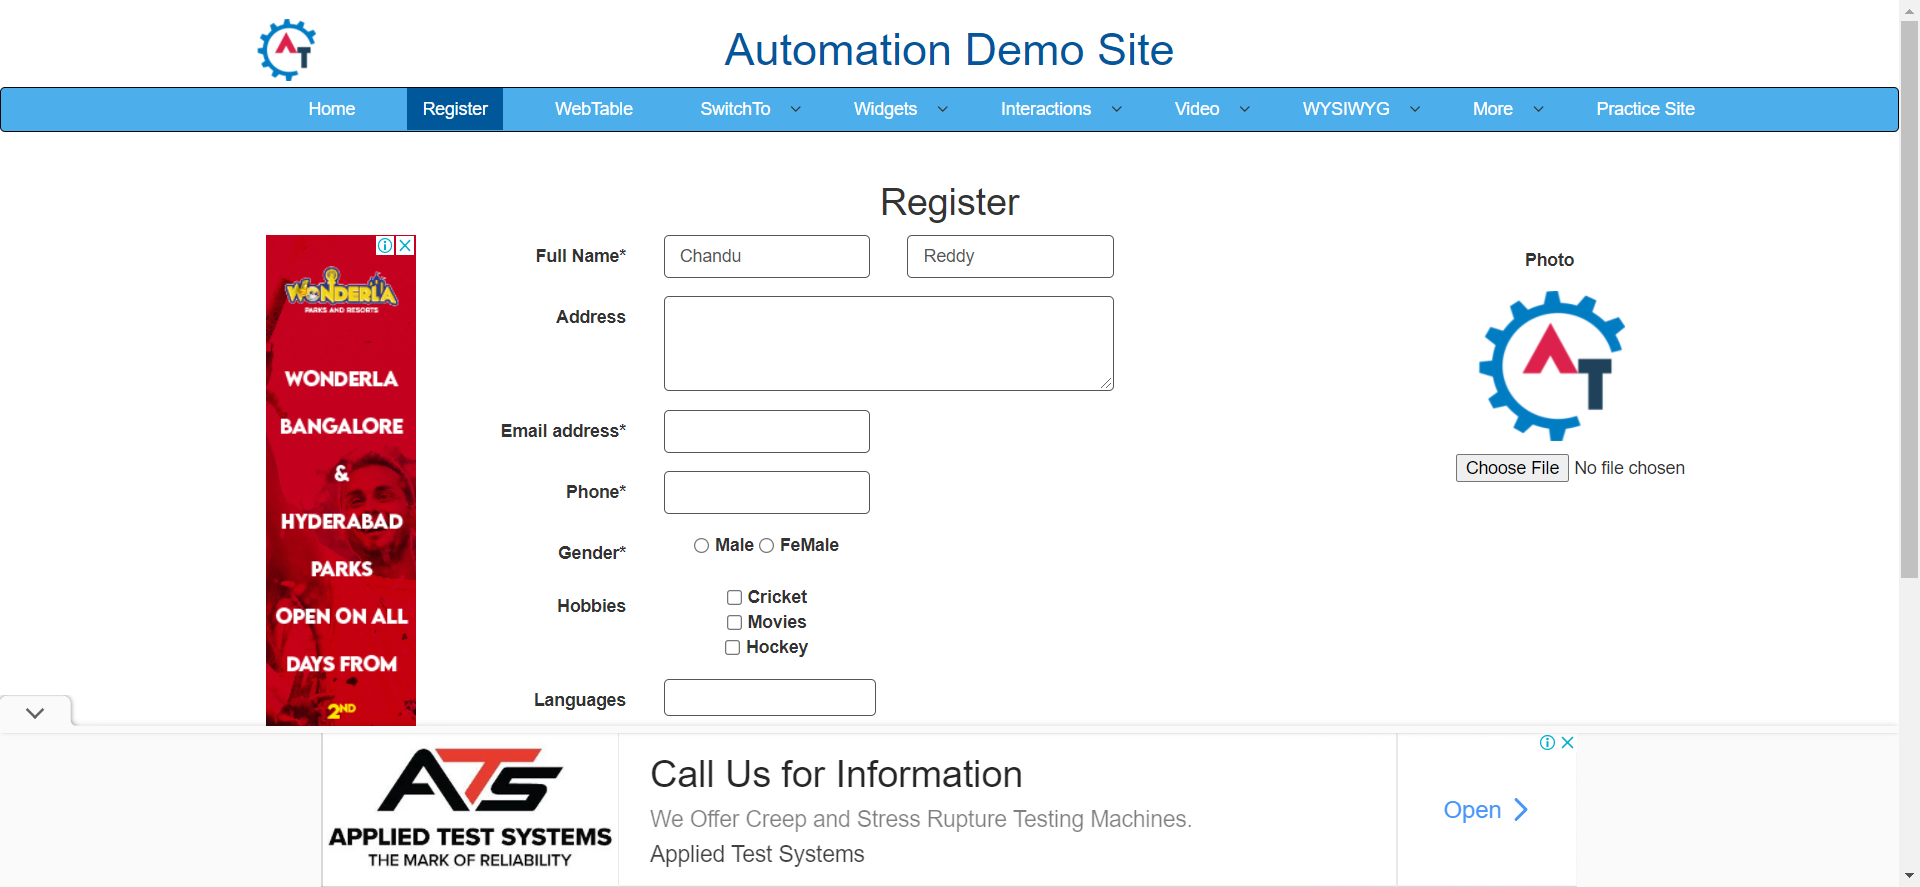 AT
Automation Demo Site
Home Register WebTable SwitchTo Widgets Interactions Video WYSIWYG More Practice Site
Register
WONDERLA
PARKS AND RESORTS
WONDERLA
BANGALORE
&
HYDERABAD
PARKS
OPEN ON ALL
DAYS FROM
2ND
Full Name* Chandu Reddy
Address
Email address*
Phone*
Gender* Male FeMale
Hobbies Cricket
Movies
Hockey
Languages
Photo
AT
Choose File No file chosen
ATS
APPLIED TEST SYSTEMS
THE MARK OF RELIABILITY
Call Us for Information
We Offer Creep and Stress Rupture Testing Machines.
Applied Test Systems
Open